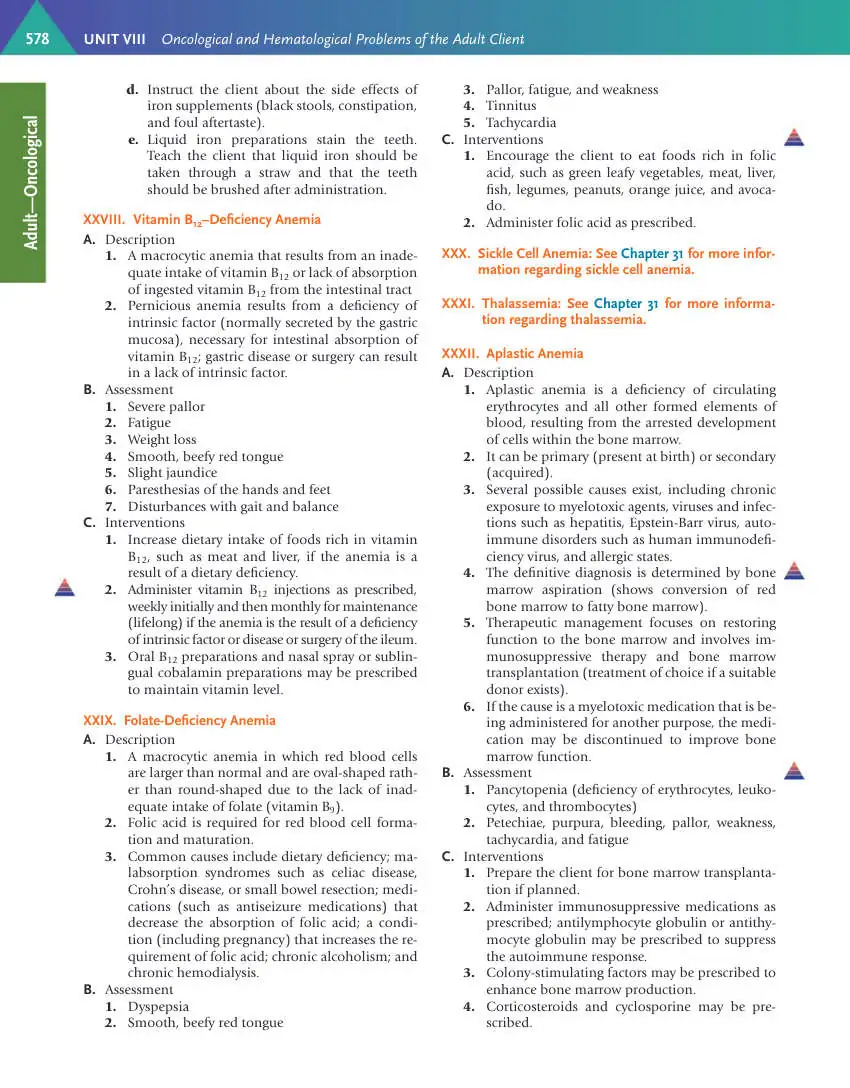 578 UNIT VIII Oncological and Hematological Problems of the Adult Client
Adult—Oncological
d. Instruct the client about the side effects of
iron supplements (black stools, constipation,
and foul aftertaste).
e. Liquid iron preparations stain the teeth.
Teach the client that liquid iron should be
taken through a straw and that the teeth
should be brushed after administration.
XXVIII. Vitamin B12–Deficiency Anemia
A. Description
1. A macrocytic anemia that results from an inade-
quate intake of vitamin B12 or lack of absorption
of ingested vitamin B12 from the intestinal tract
2. Pernicious anemia results from a deficiency of
intrinsic factor (normally secreted by the gastric
mucosa), necessary for intestinal absorption of
vitamin B12; gastric disease or surgery can result
in a lack of intrinsic factor.
B. Assessment
1. Severe pallor
2. Fatigue
3. Weight loss
4. Smooth, beefy red tongue
5. Slight jaundice
6. Paresthesias of the hands and feet
7. Disturbances with gait and balance
C. Interventions
1. Increase dietary intake of foods rich in vitamin
B12, such as meat and liver, if the anemia is a
result of a dietary deficiency.
2. Administer vitamin B12 injections as prescribed,
weekly initially and then monthly for maintenance
(lifelong) if the anemia is the result of a deficiency
of intrinsic factor or disease or surgery of the ileum.
3. Oral B12 preparations and nasal spray or sublin-
gual cobalamin preparations may be prescribed
to maintain vitamin level.
XXIX. Folate-Deficiency Anemia
A. Description
1. A macrocytic anemia in which red blood cells
are larger than normal and are oval-shaped rath-
er than round-shaped due to the lack of inad-
equate intake of folate (vitamin B9).
2. Folic acid is required for red blood cell forma-
tion and maturation.
3. Common causes include dietary deficiency; ma-
labsorption syndromes such as celiac disease,
Crohn's disease, or small bowel resection; medi-
cations (such as antiseizure medications) that
decrease the absorption of folic acid; a condi-
tion (including pregnancy) that increases the re-
quirement of folic acid; chronic alcoholism; and
chronic hemodialysis.
B. Assessment
1. Dyspepsia
2. Smooth, beefy red tongue
3. Pallor, fatigue, and weakness
4. Tinnitus
5. Tachycardia
C. Interventions
1. Encourage the client to eat foods rich in folic
acid, such as green leafy vegetables, meat, liver,
fish, legumes, peanuts, orange juice, and avoca-
do.
2. Administer folic acid as prescribed.
XXX. Sickle Cell Anemia: See Chapter 31 for more infor-
mation regarding sickle cell anemia.
XXXI. Thalassemia: See Chapter 31 for more informa-
tion regarding thalassemia.
XXXII. Aplastic Anemia
A. Description
1. Aplastic anemia is a deficiency of circulating
erythrocytes and all other formed elements of
blood, resulting from the arrested development
of cells within the bone marrow.
2. It can be primary (present at birth) or secondary
(acquired).
3. Several possible causes exist, including chronic
exposure to myelotoxic agents, viruses and infec-
tions such as hepatitis, Epstein-Barr virus, auto-
immune disorders such as human immunodefi-
ciency virus, and allergic states.
4. The definitive diagnosis is determined by bone
marrow aspiration (shows conversion of red
bone marrow to fatty bone marrow).
5. Therapeutic management focuses on restoring
function to the bone marrow and involves im-
munosuppressive therapy and bone marrow
transplantation (treatment of choice if a suitable
donor exists).
6. If the cause is a myelotoxic medication that is be-
ing administered for another purpose, the medi-
cation may be discontinued to improve bone
marrow function.
B. Assessment
1. Pancytopenia (deficiency of erythrocytes, leuko-
cytes, and thrombocytes)
2. Petechiae, purpura, bleeding, pallor, weakness,
tachycardia, and fatigue
C. Interventions
1. Prepare the client for bone marrow transplanta-
tion if planned.
2. Administer immunosuppressive medications as
prescribed; antilymphocyte globulin or antithy-
mocyte globulin may be prescribed to suppress
the autoimmune response.
3. Colony-stimulating factors may be prescribed to
enhance bone marrow production.
4. Corticosteroids and cyclosporine may be pre-
scribed.